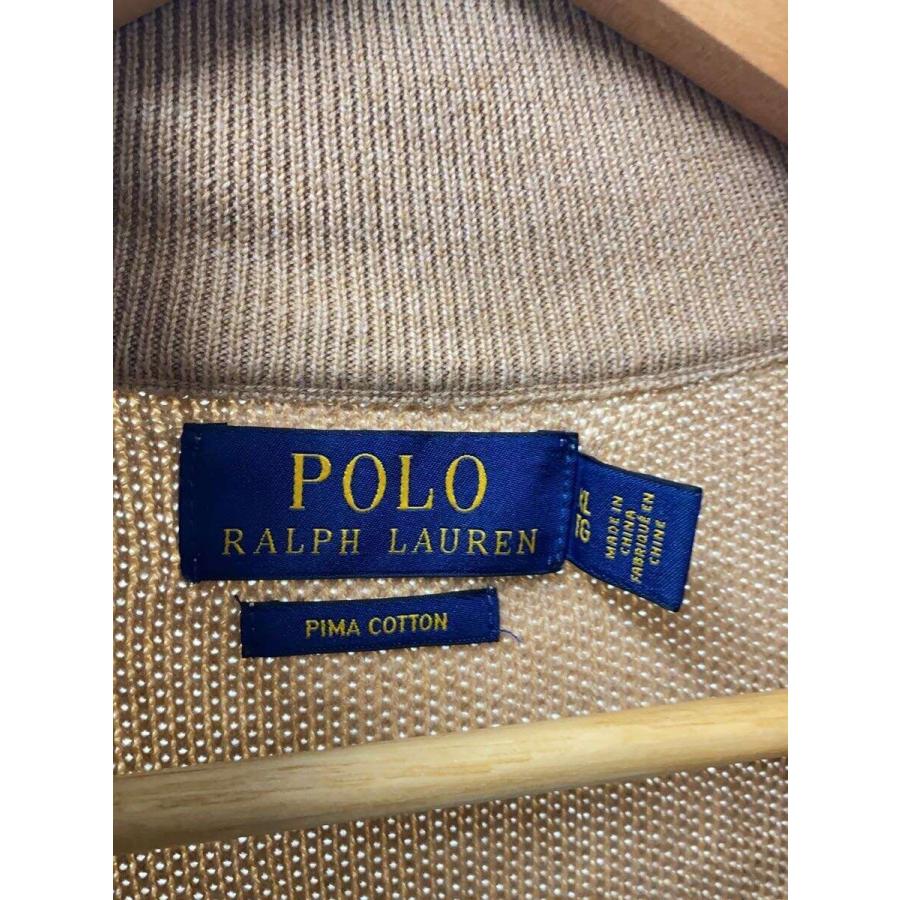 POLO
RALPH LAUREN
PIMA COTTON
MADE IN
CHINA
FABRIQUÉ EN
CHINE